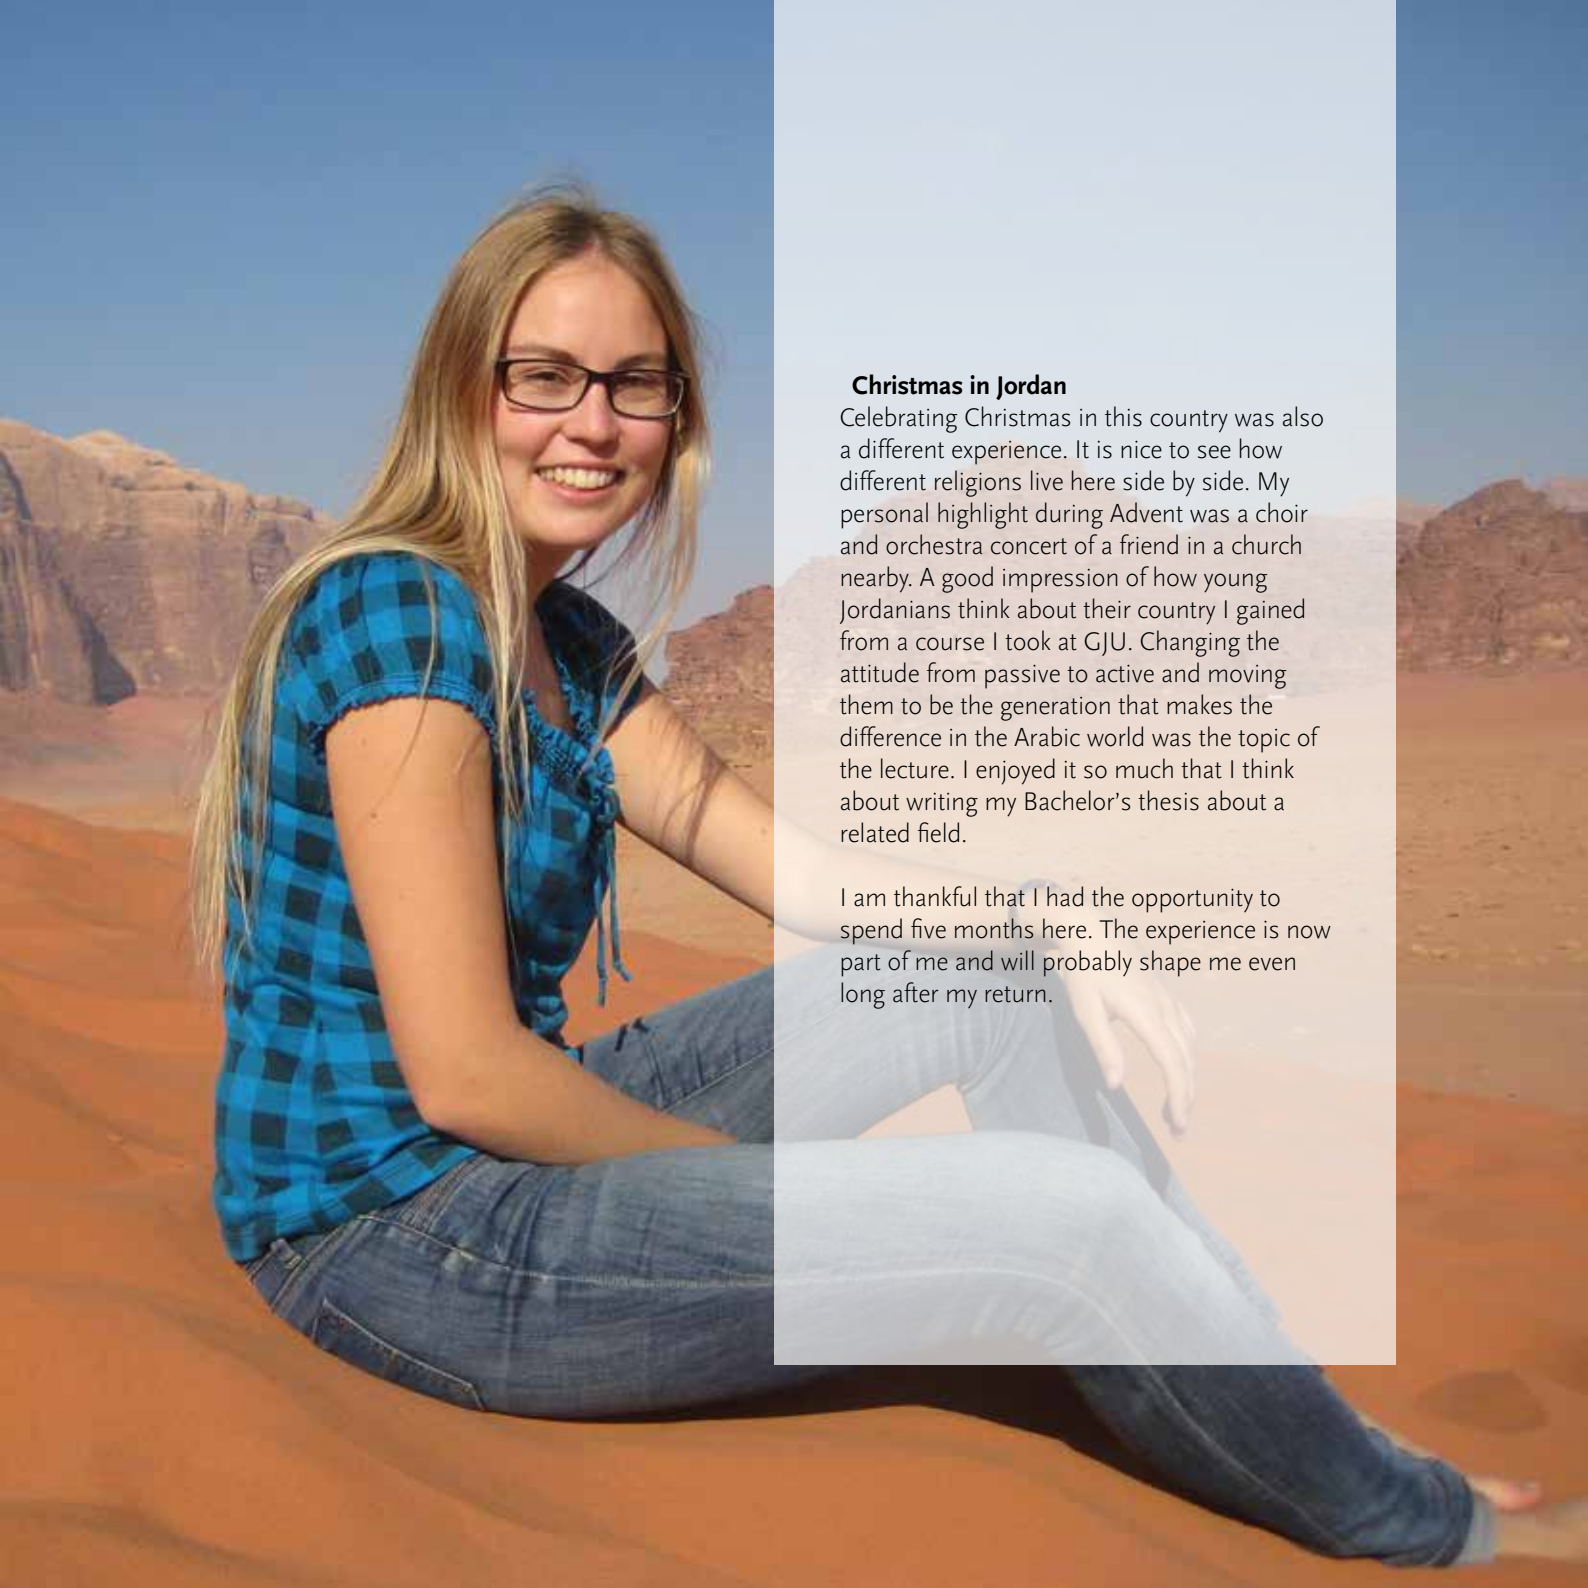 Christmas in Jordan
Celebrating Christmas in this country was also
a different experience. It is nice to see how
different religions live here side by side. My
personal highlight during Advent was a choir
and orchestra concert of a friend in a church
nearby. A good impression of how young
Jordanians think about their country I gained
from a course I took at GJU. Changing the
attitude from passive to active and moving
them to be the generation that makes the
difference in the Arabic world was the topic of
the lecture. I enjoyed it so much that I think
about writing my Bachelor’s thesis about a
related field.
I am thankful that I had the opportunity to
spend five months here. The experience is now
part of me and will probably shape me even
long after my return.